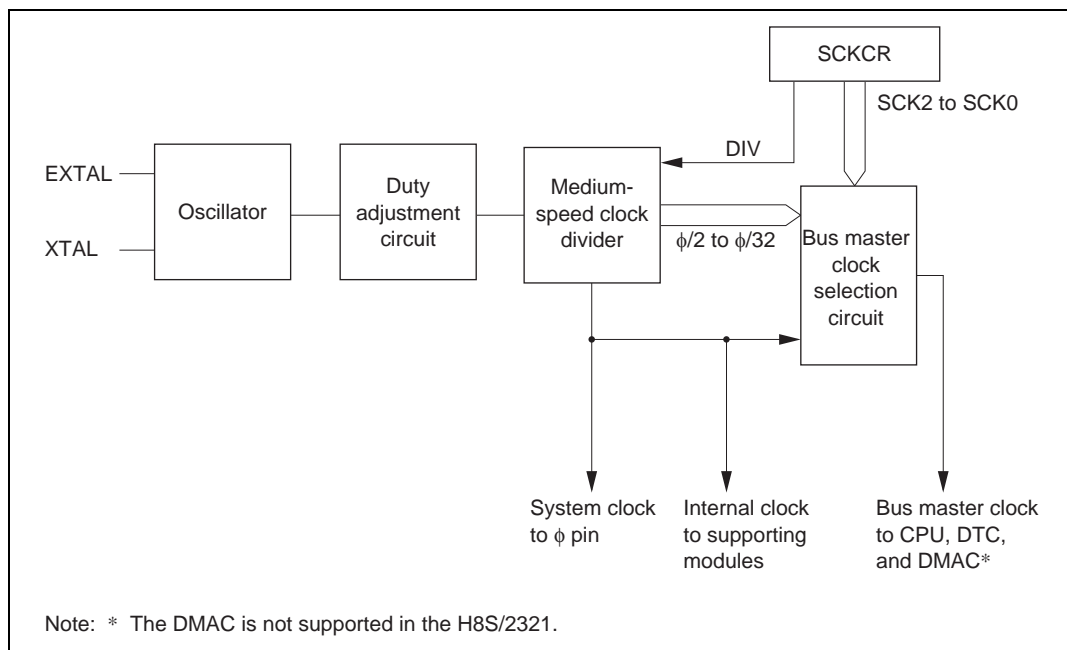 SCKCR
SCK2 to SCK0
DIV
EXTAL
XTAL
Oscillator
Duty
adjustment
circuit
Medium-
speed clock
divider
ϕ/2 to ϕ/32
Bus master
clock
selection
circuit
System clock
to ϕ pin
Internal clock
to supporting
modules
Bus master clock
to CPU, DTC,
and DMAC*
Note: * The DMAC is not supported in the H8S/2321.